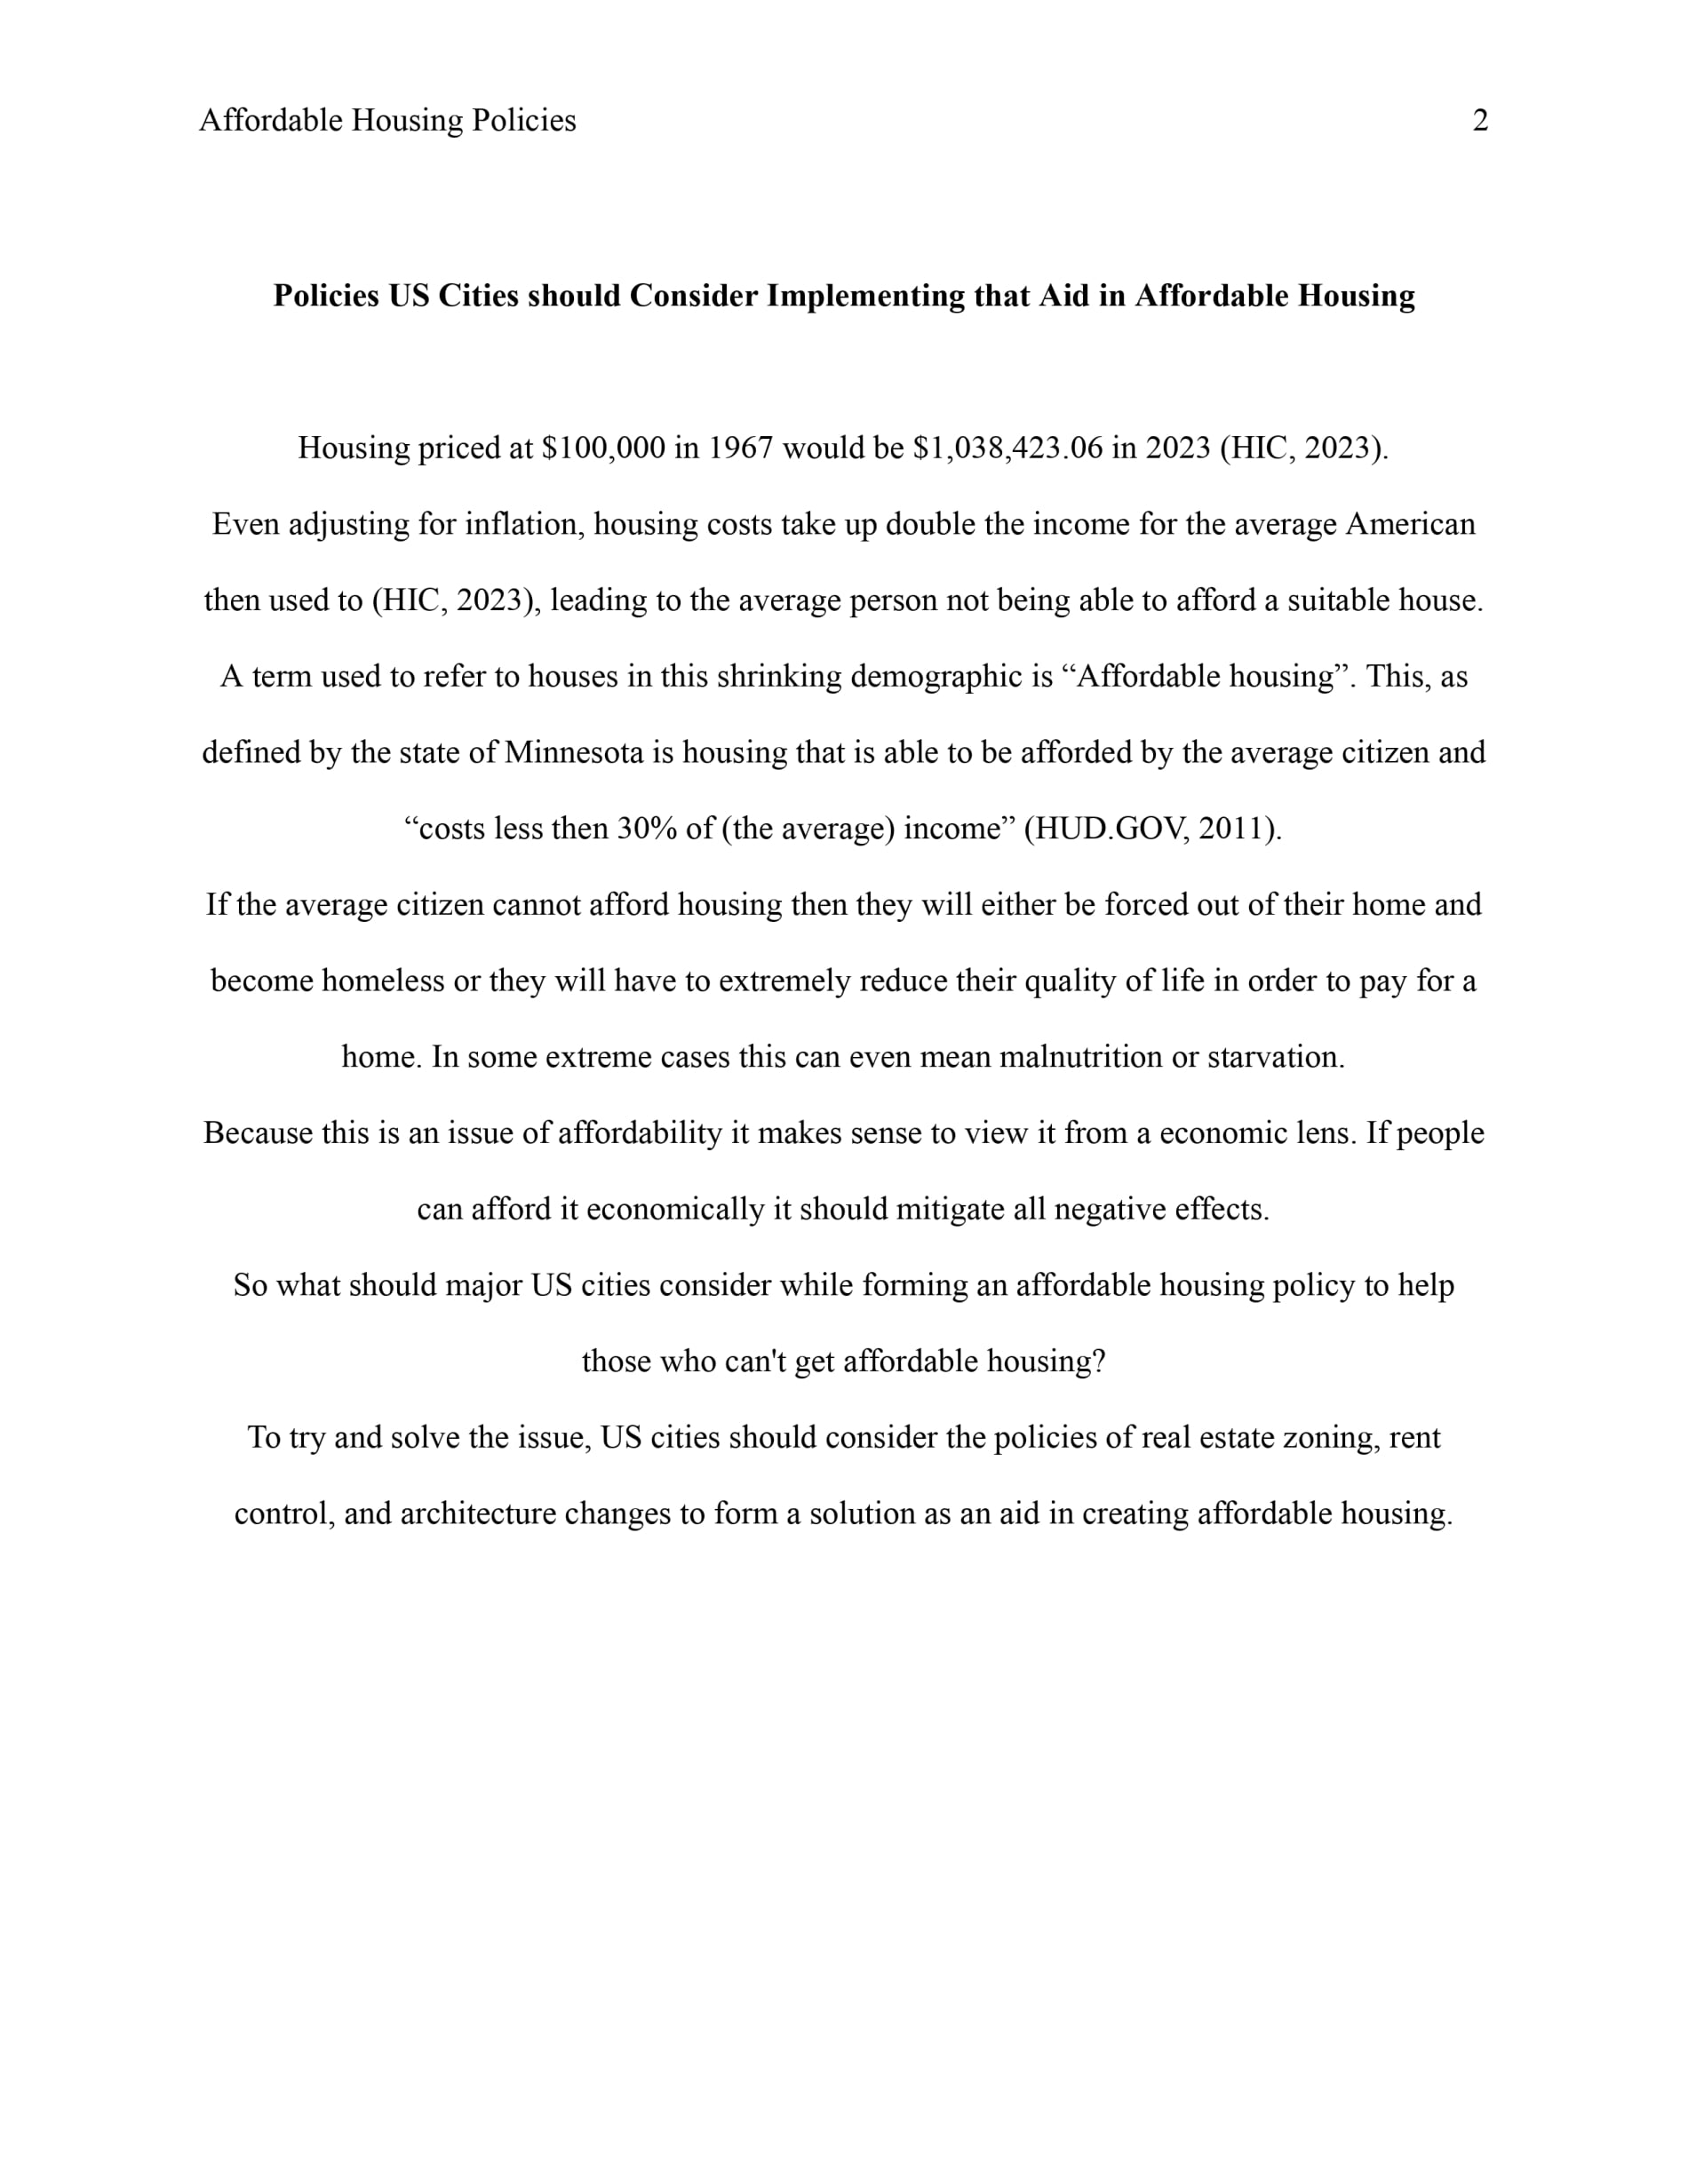 Affordable Housing Policies 2
Policies US Cities should Consider Implementing that Aid in Affordable Housing
Housing priced at $100,000 in 1967 would be $1,038,423.06 in 2023 (HIC, 2023).
Even adjusting for inflation, housing costs take up double the income for the average American
then used to (HIC, 2023), leading to the average person not being able to afford a suitable house.
A term used to refer to houses in this shrinking demographic is “Affordable housing”. This, as
defined by the state of Minnesota is housing that is able to be afforded by the average citizen and
“costs less then 30% of (the average) income” (HUD.GOV, 2011).
If the average citizen cannot afford housing then they will either be forced out of their home and
become homeless or they will have to extremely reduce their quality of life in order to pay for a
home. In some extreme cases this can even mean malnutrition or starvation.
Because this is an issue of affordability it makes sense to view it from a economic lens. If people
can afford it economically it should mitigate all negative effects.
So what should major US cities consider while forming an affordable housing policy to help
those who can't get affordable housing?
To try and solve the issue, US cities should consider the policies of real estate zoning, rent
control, and architecture changes to form a solution as an aid in creating affordable housing.